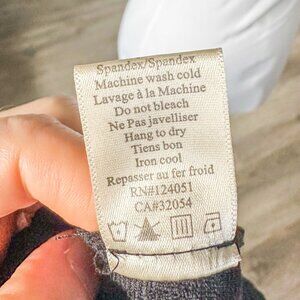 Spandex/Spandex
Machine wash cold
Lavage à la Machine
Do not bleach
Ne Pas javelliser
Hang to dry
Tiens bon
Iron cool
Repasser au fer froid
RN#124051
CA#32054